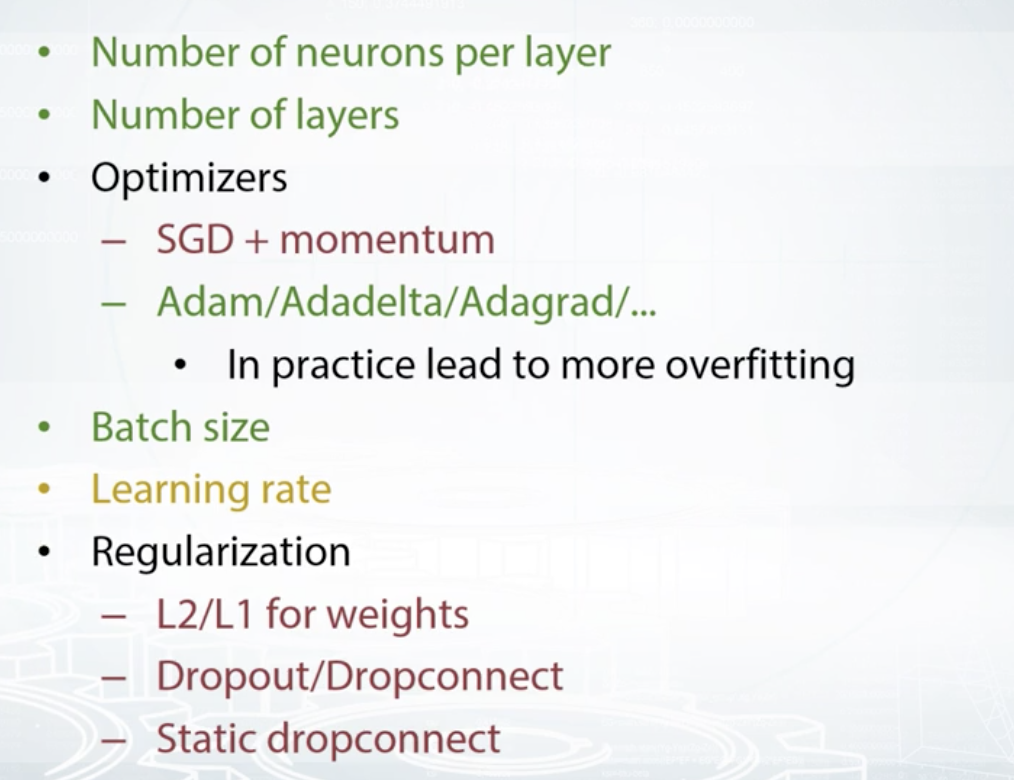 • Number of neurons per layer
• Number of layers
• Optimizers
– SGD + momentum
– Adam/Adadelta/Adagrad/...
• In practice lead to more overfitting
• Batch size
• Learning rate
• Regularization
– L2/L1 for weights
– Dropout/Dropconnect
– Static dropconnect